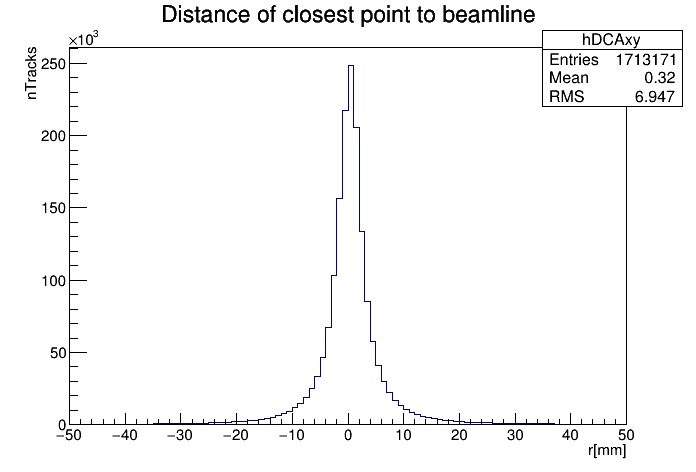 Distance of closest point to beamline
×10³
nTracks
hDCAxy
Entries 1713171
Mean 0.32
RMS 6.947
250
200
150
100
50
0
−50 −40 −30 −20 −10 0 10 20 30 40 50
r[mm]